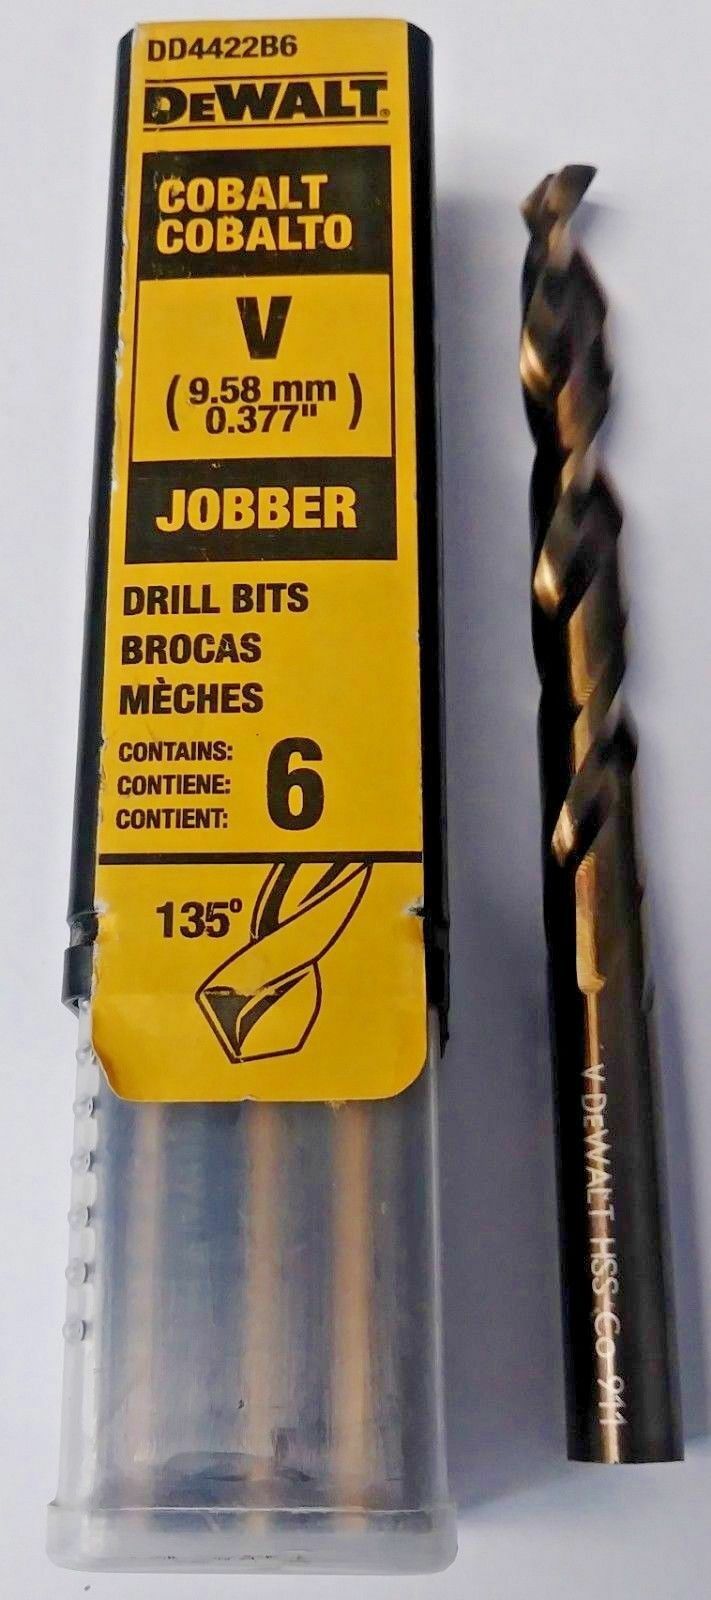 DD4422B6
DEWALT
COBALT
COBALTO
V
(9.58 mm
0.377")
JOBBER
DRILL BITS
BROCAS
MÈCHES
CONTAINS:
CONTIENE:
CONTIENT:
6
135°
V DEWALT HSS Co 911